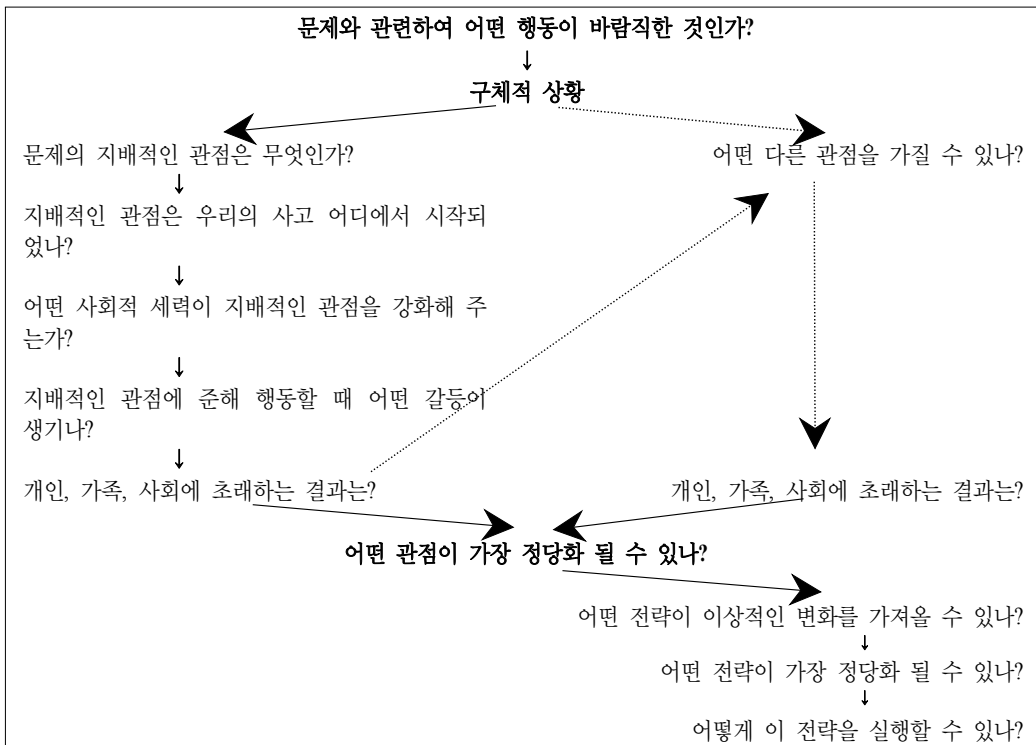 문제와 관련하여 어떤 행동이 바람직한 것인가?
↓
구체적 상황
문제의 지배적인 관점은 무엇인가?
어떤 다른 관점을 가질 수 있나?
↓
지배적인 관점은 우리의 사고 어디에서 시작되
었나?
↓
어떤 사회적 세력이 지배적인 관점을 강화해 주
는가?
↓
지배적인 관점에 준해 행동할 때 어떤 갈등이
생기나?
↓
개인, 가족, 사회에 초래하는 결과는?
개인, 가족, 사회에 초래하는 결과는?
어떤 관점이 가장 정당화 될 수 있나?
어떤 전략이 이상적인 변화를 가져올 수 있나?
↓
어떤 전략이 가장 정당화 될 수 있나?
↓
어떻게 이 전략을 실행할 수 있나?